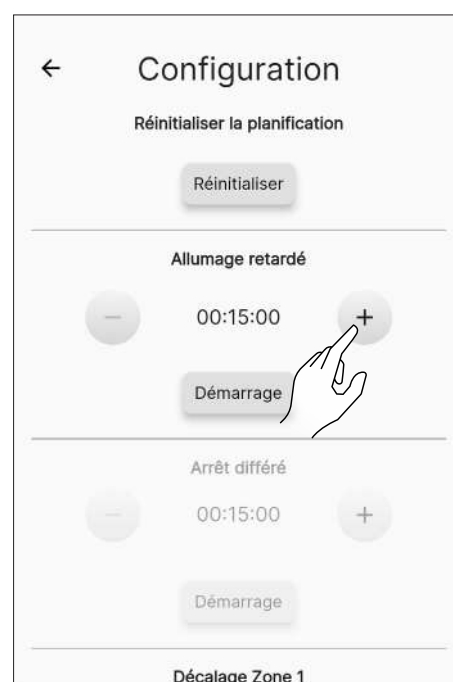 ← Configuration
Réinitialiser la planification
Réinitialiser
Allumage retardé
− 00:15:00 +
Démarrage
Arrêt différé
− 00:15:00 +
Démarrage
Décalage Zone 1